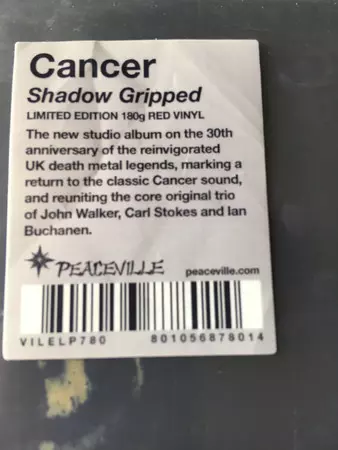 Cancer
Shadow Gripped
LIMITED EDITION 180g RED VINYL
The new studio album on the 30th
anniversary of the reinvigorated
UK death metal legends, marking a
return to the classic Cancer sound,
and reuniting the core original trio
of John Walker, Carl Stokes and Ian
Buchanen.
PEACEVILLE peaceville.com
VILELP780 801056878014